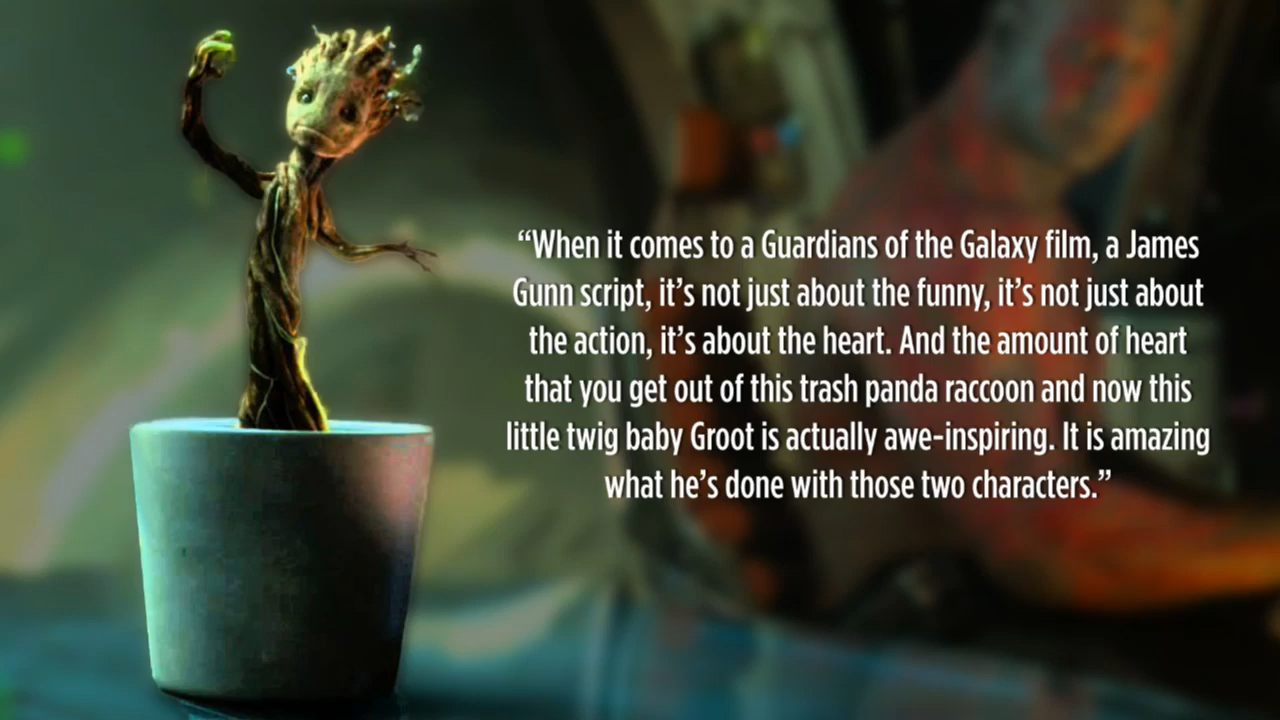 “When it comes to a Guardians of the Galaxy film, a James
Gunn script, it’s not just about the funny, it’s not just about
the action, it’s about the heart. And the amount of heart
that you get out of this trash panda raccoon and now this
little twig baby Groot is actually awe-inspiring. It is amazing
what he’s done with those two characters.”